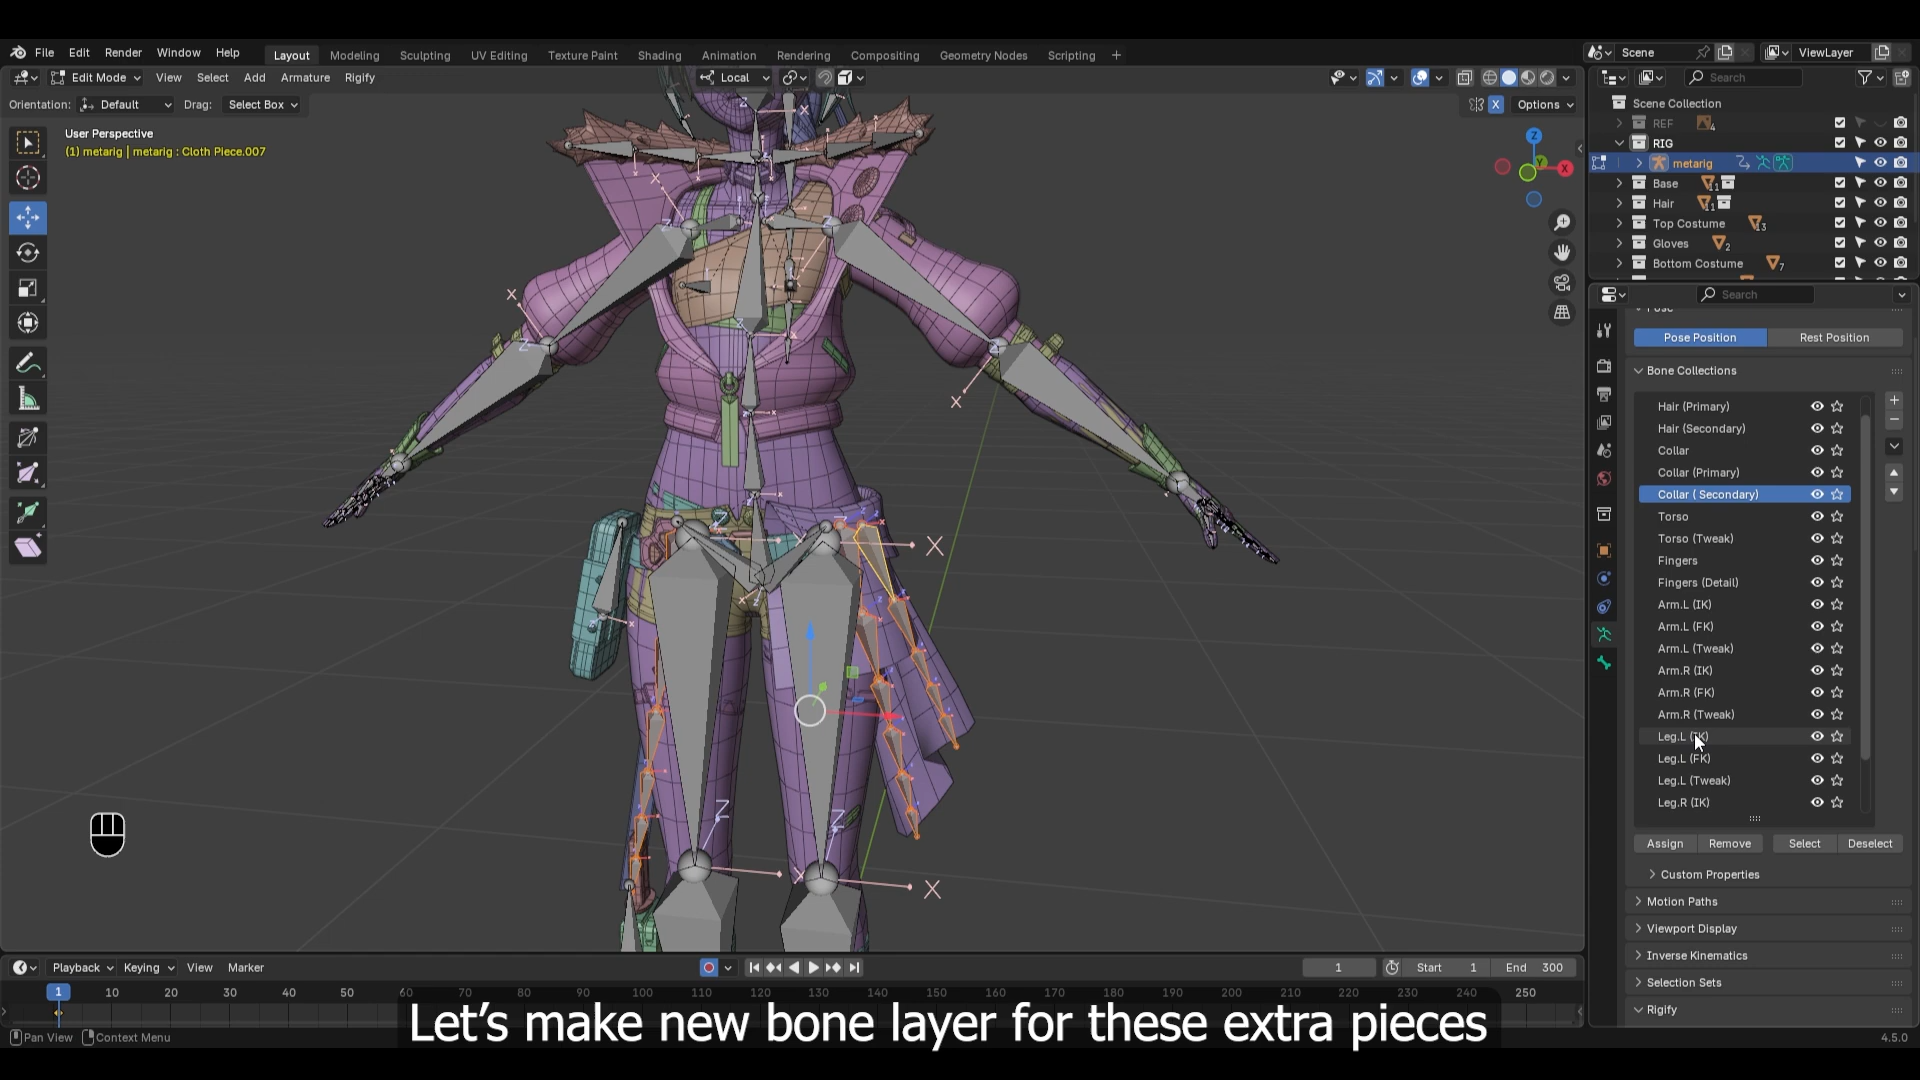 File Edit Render Window Help Layout Modeling Sculpting UV Editing Texture Paint Shading Animation Rendering Compositing Geometry Nodes Scripting + Scene ViewLayer
Edit Mode View Select Add Armature Rigify Local Search
Orientation: Default Drag: Select Box X Options
User Perspective
(1) metarig | metarig : Cloth Piece.007
Scene Collection
REF 4
RIG
metarig
Base 11
Hair 11
Top Costume 13
Gloves 2
Bottom Costume 7
Search
Pose
Pose Position Rest Position
Bone Collections
Hair (Primary)
Hair (Secondary)
Collar
Collar (Primary)
Collar ( Secondary)
Torso
Torso (Tweak)
Fingers
Fingers (Detail)
Arm.L (IK)
Arm.L (FK)
Arm.L (Tweak)
Arm.R (IK)
Arm.R (FK)
Arm.R (Tweak)
Leg.L (IK)
Leg.L (FK)
Leg.L (Tweak)
Leg.R (IK)
Assign Remove Select Deselect
Custom Properties
Motion Paths
Viewport Display
Inverse Kinematics
Selection Sets
Rigify
Playback Keying View Marker 1 Start 1 End 300
1 10 20 30 40 50 60 70 80 90 100 110 120 130 140 150 160 170 180 190 200 210 220 230 240 250
Let's make new bone layer for these extra pieces
Pan View Context Menu 4.5.0